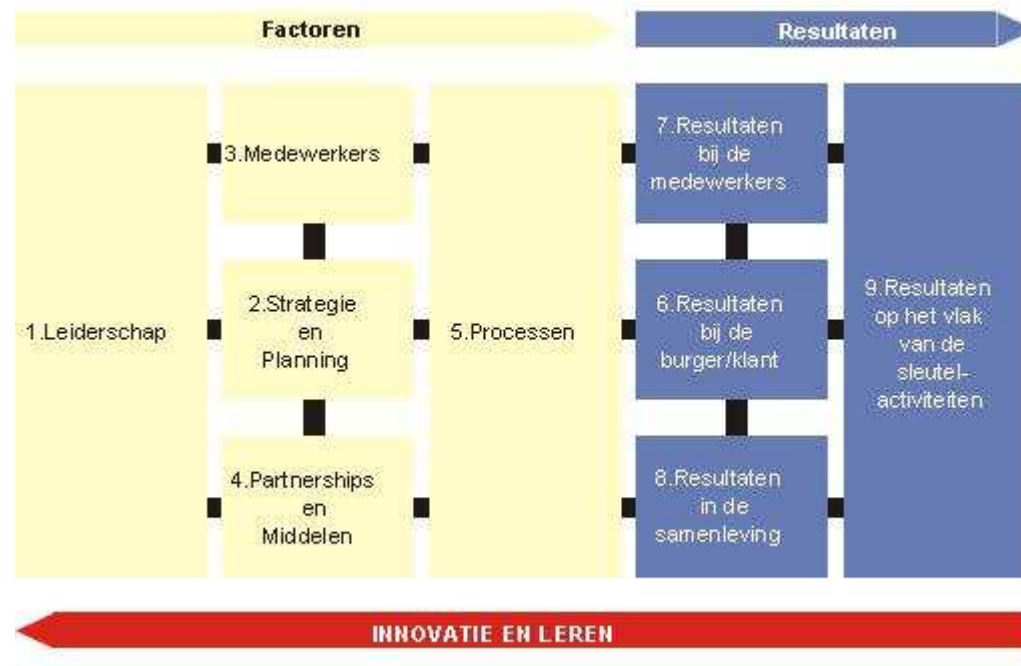 Factoren
Resultaten
1.Leiderschap
3.Medewerkers
2.Strategie
en
Planning
4.Partnerships
en
Middelen
5.Processen
7.Resultaten
bij de
medewerkers
6.Resultaten
bij de
burger/klant
8.Resultaten
in de
samenleving
9.Resultaten
op het vlak
van de
sleutel-
activiteiten
INNOVATIE EN LEREN